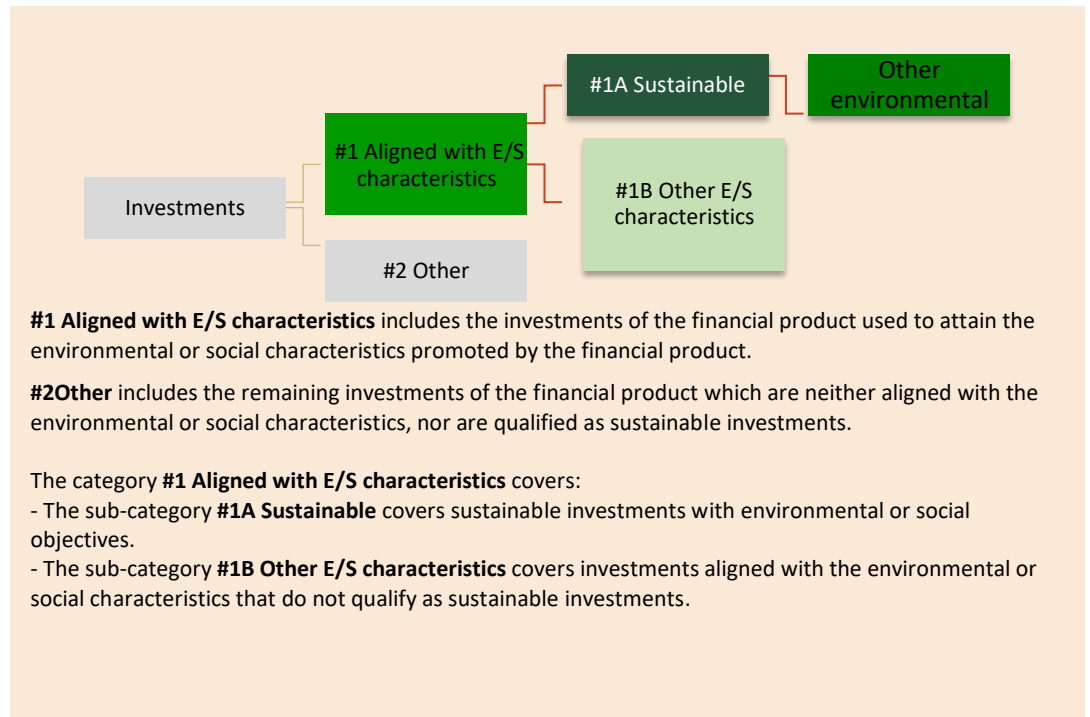 #1A Sustainable
Other
environmental
#1 Aligned with E/S
characteristics
#1B Other E/S
characteristics
Investments
#2 Other
#1 Aligned with E/S characteristics includes the investments of the financial product used to attain the
environmental or social characteristics promoted by the financial product.
#2Other includes the remaining investments of the financial product which are neither aligned with the
environmental or social characteristics, nor are qualified as sustainable investments.
The category #1 Aligned with E/S characteristics covers:
- The sub-category #1A Sustainable covers sustainable investments with environmental or social
objectives.
- The sub-category #1B Other E/S characteristics covers investments aligned with the environmental or
social characteristics that do not qualify as sustainable investments.